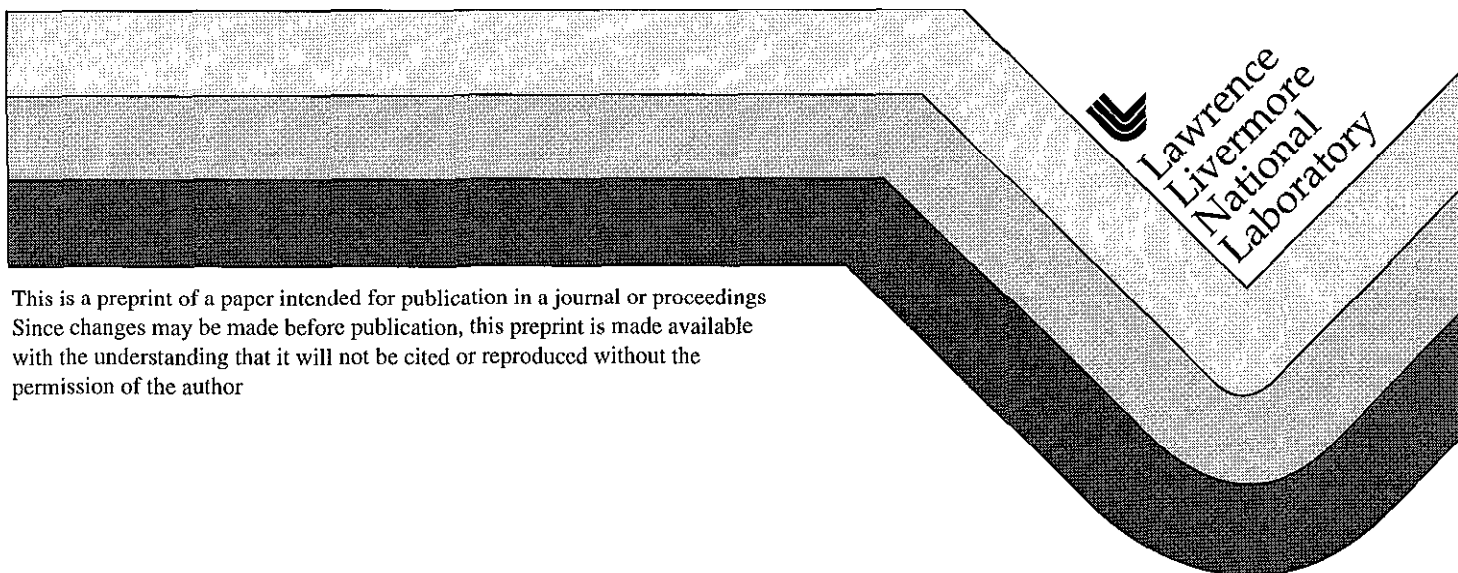 Lawrence
Livermore
National
Laboratory
This is a preprint of a paper intended for publication in a journal or proceedings
Since changes may be made before publication, this preprint is made available
with the understanding that it will not be cited or reproduced without the
permission of the author